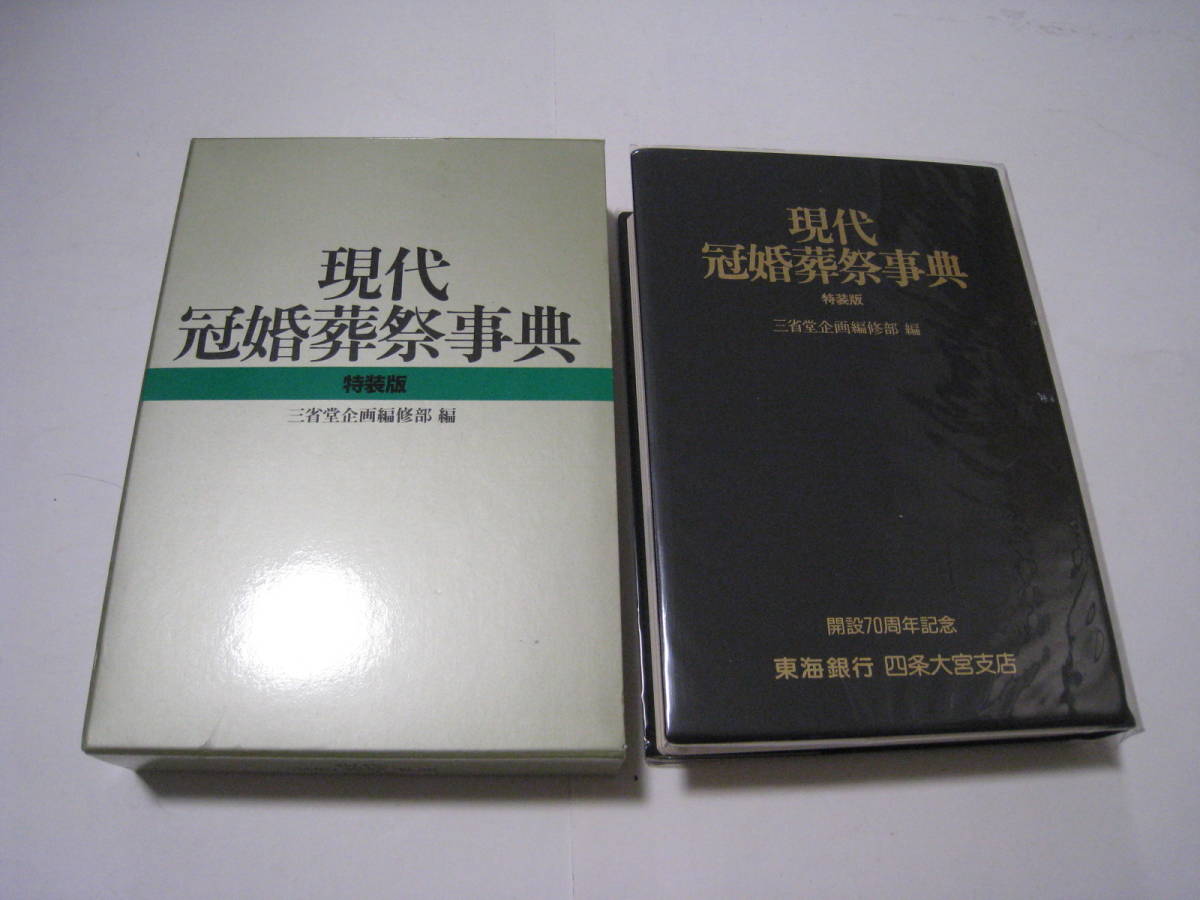 現代
冠婚葬祭事典
特装版
三省堂企画編修部 編
現代
冠婚葬祭事典
特装版
三省堂企画編修部 編
開設70周年記念
東海銀行 四条大宮支店